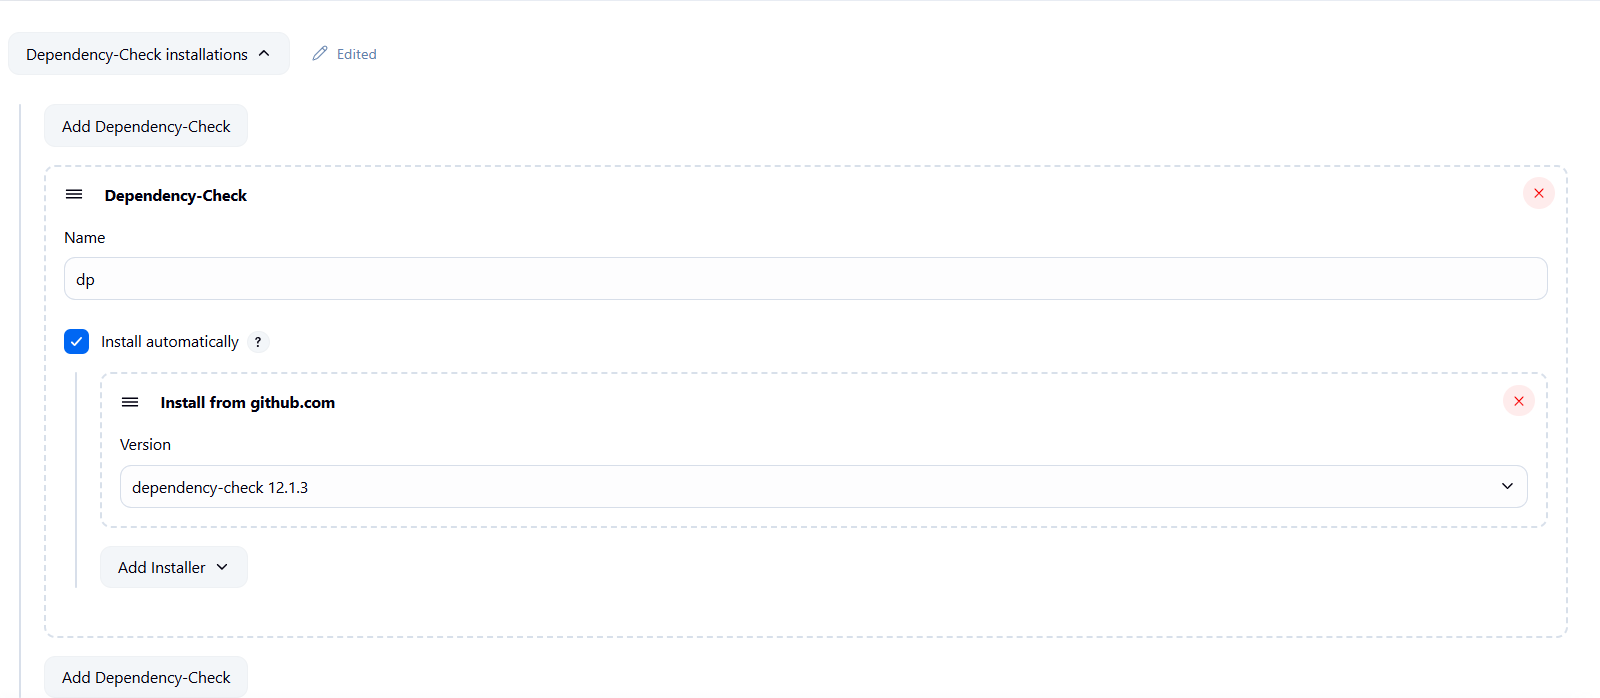 Dependency-Check installations
Edited
Add Dependency-Check
Dependency-Check
Name
dp
Install automatically ?
Install from github.com
Version
dependency-check 12.1.3
Add Installer
Add Dependency-Check